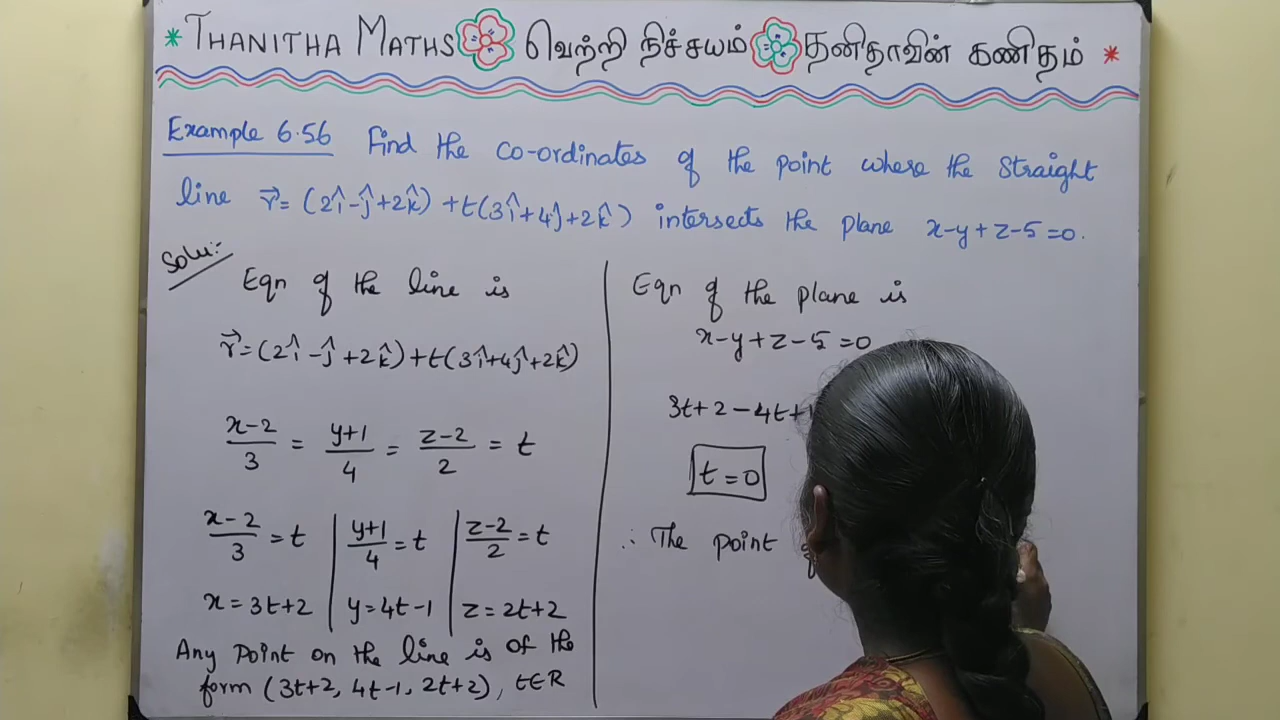 * THANITHA MATHS வெற்றி நிச்சயம் தனிதாவின் கணிதம் *
Example 6.56 Find the co-ordinates of the point where the straight
line r⃗ = (2î - ĵ + 2k̂) + t(3î + 4ĵ + 2k̂) intersects the plane x-y+z-5=0.
Solu:-
Eqn of the line is
r⃗ = (2î - ĵ + 2k̂) + t(3î + 4ĵ + 2k̂)
(x-2)/3 = (y+1)/4 = (z-2)/2 = t
(x-2)/3 = t | (y+1)/4 = t | (z-2)/2 = t
x = 3t+2 | y = 4t-1 | z = 2t+2
Any point on the line is of the
form (3t+2, 4t-1, 2t+2), t∈R
Eqn of the plane is
x-y+z-5=0
3t+2-4t+1
t=0
∴ The point